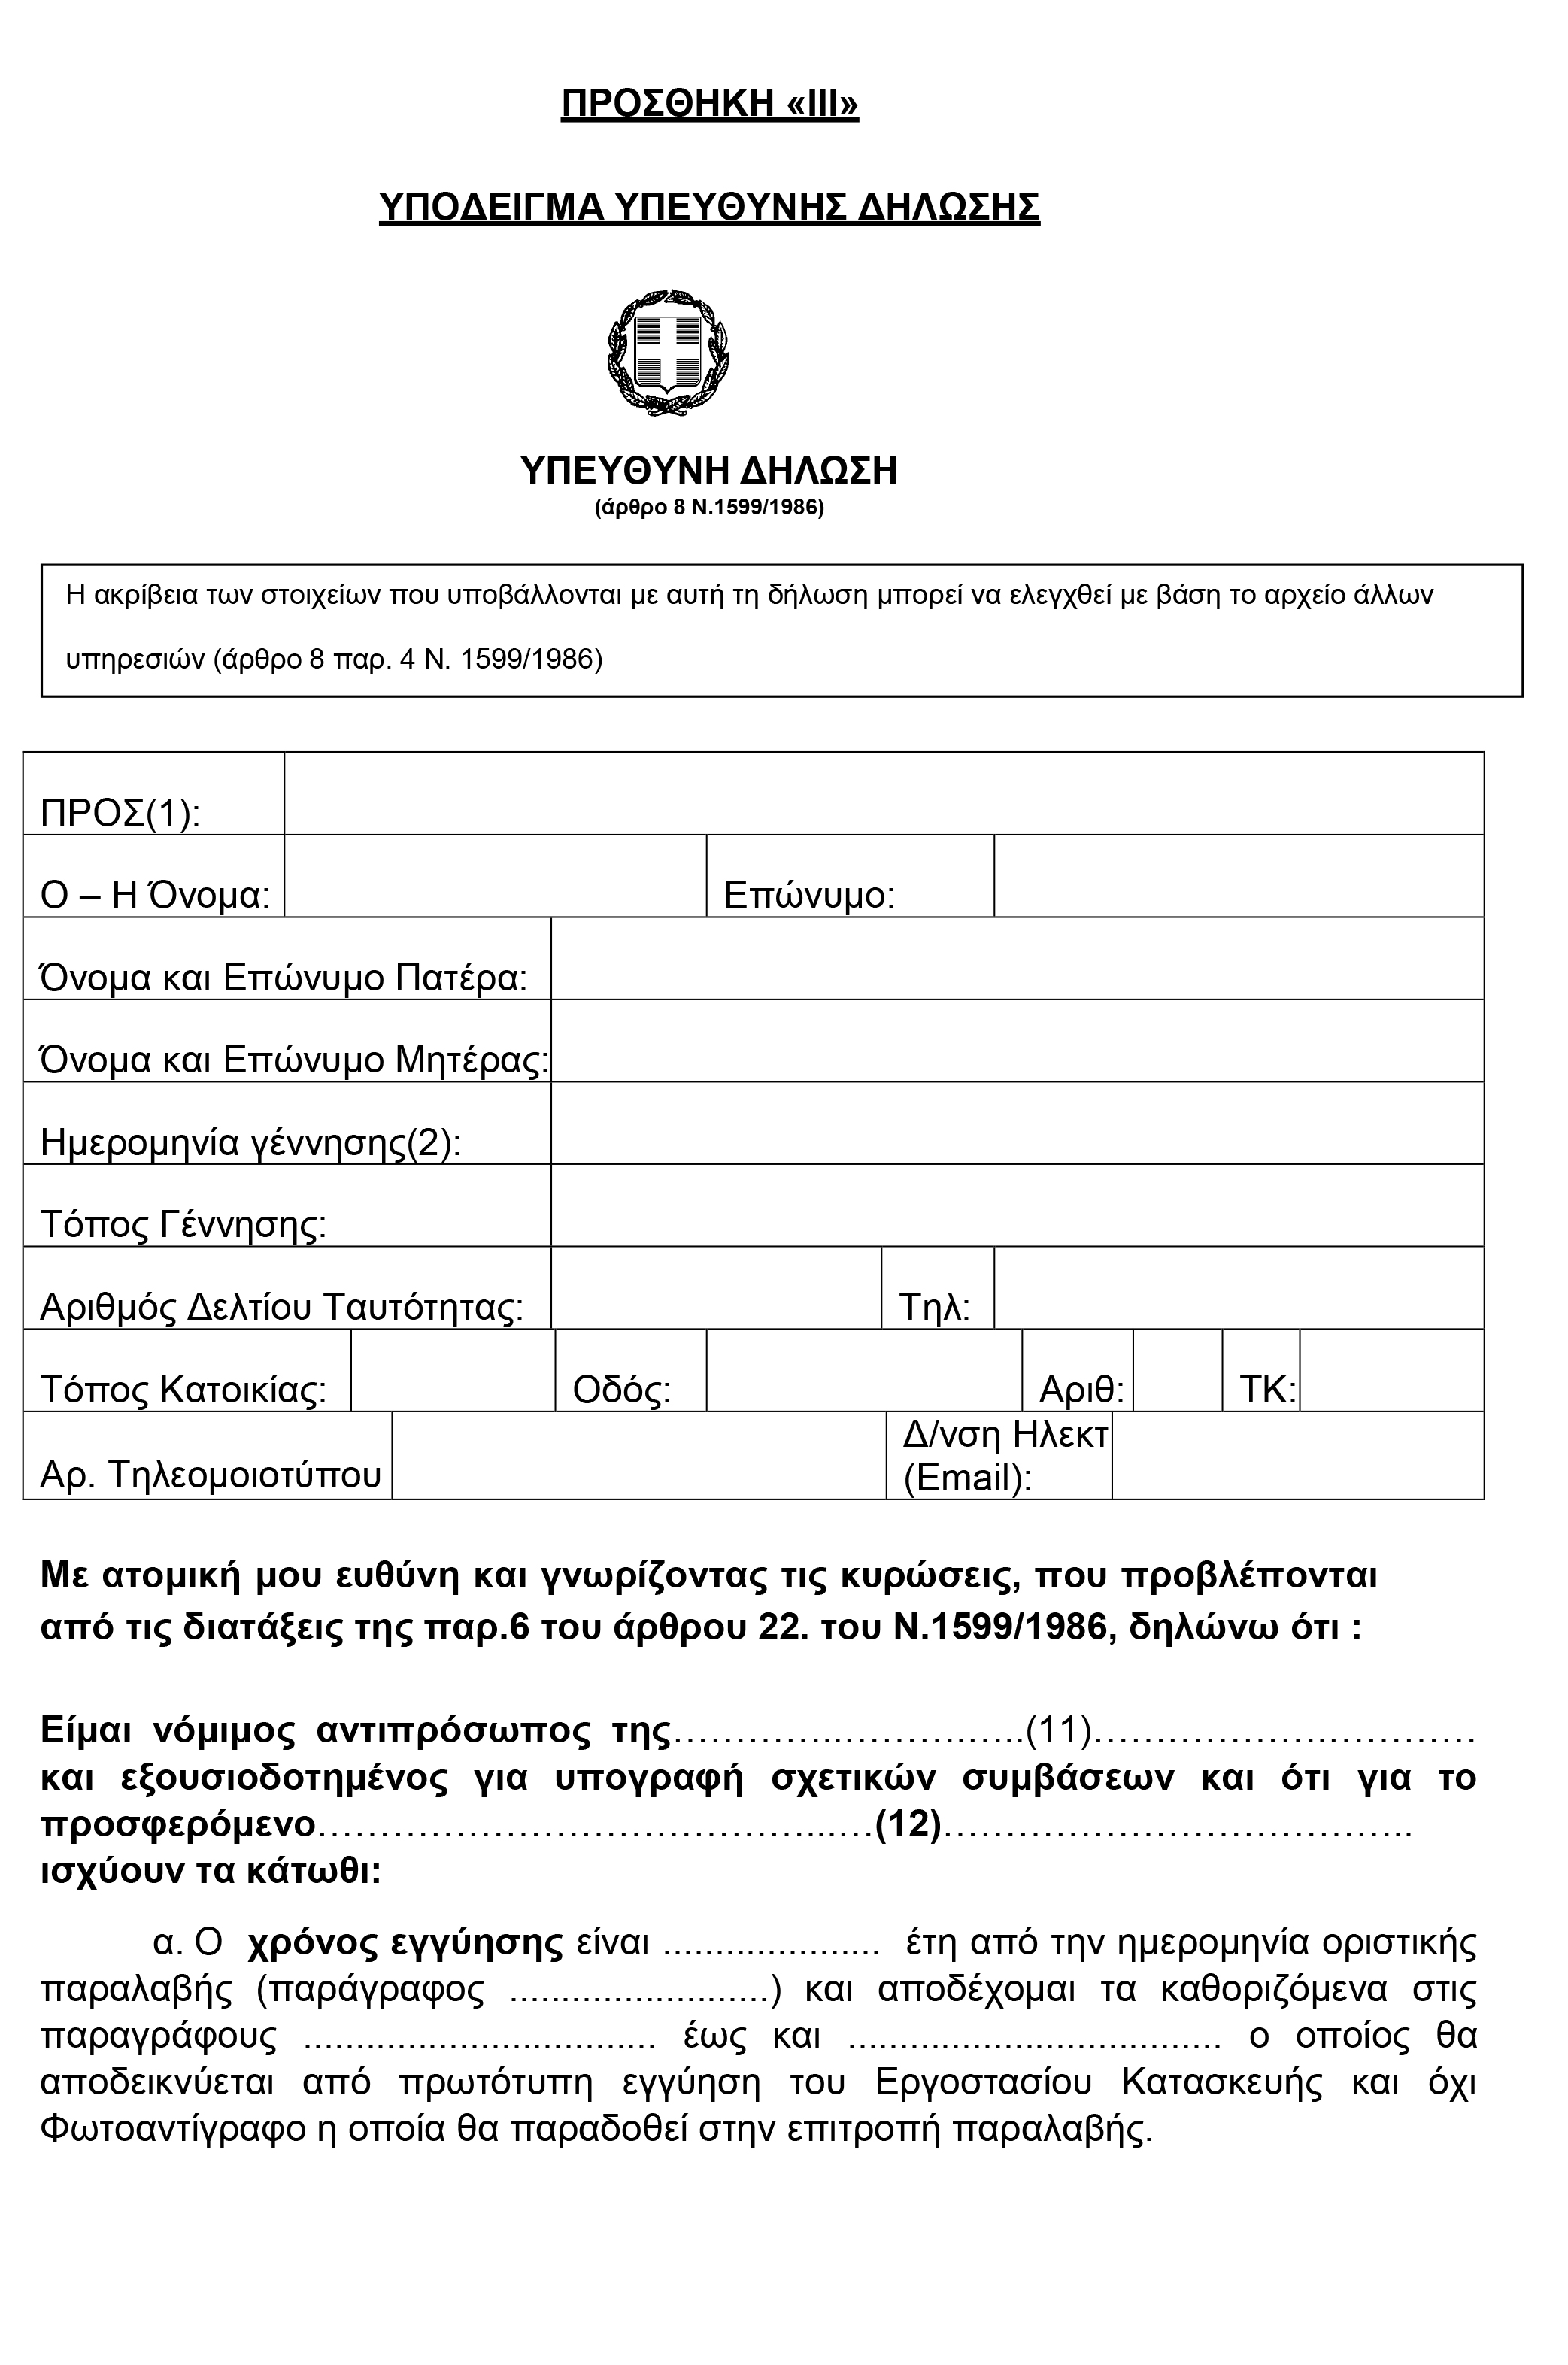 ΠΡΟΣΘΗΚΗ «ΙΙΙ»
ΥΠΟΔΕΙΓΜΑ ΥΠΕΥΘΥΝΗΣ ΔΗΛΩΣΗΣ
ΥΠΕΥΘΥΝΗ ΔΗΛΩΣΗ
(άρθρο 8 Ν.1599/1986)
Η ακρίβεια των στοιχείων που υποβάλλονται με αυτή τη δήλωση μπορεί να ελεγχθεί με βάση το αρχείο άλλων
υπηρεσιών (άρθρο 8 παρ. 4 Ν. 1599/1986)
ΠΡΟΣ(1):
Ο – Η Όνομα: Επώνυμο:
Όνομα και Επώνυμο Πατέρα:
Όνομα και Επώνυμο Μητέρας:
Ημερομηνία γέννησης(2):
Τόπος Γέννησης:
Αριθμός Δελτίου Ταυτότητας: Τηλ:
Τόπος Κατοικίας: Οδός: Αριθ: ΤΚ:
Αρ. Τηλεομοιοτύπου Δ/νση Ηλεκτ
(Email):
Με ατομική μου ευθύνη και γνωρίζοντας τις κυρώσεις, που προβλέπονται
από τις διατάξεις της παρ.6 του άρθρου 22. του Ν.1599/1986, δηλώνω ότι :
Είμαι νόμιμος αντιπρόσωπος της…………..…………..(11)………………..…………
και εξουσιοδοτημένος για υπογραφή σχετικών συμβάσεων και ότι για το
προσφερόμενο…………………………………..…(12)……………………………….
ισχύουν τα κάτωθι:
α. Ο χρόνος εγγύησης είναι ..................... έτη από την ημερομηνία οριστικής
παραλαβής (παράγραφος .........................) και αποδέχομαι τα καθοριζόμενα στις
παραγράφους .................................. έως και .................................... ο οποίος θα
αποδεικνύεται από πρωτότυπη εγγύηση του Εργοστασίου Κατασκευής και όχι
Φωτοαντίγραφο η οποία θα παραδοθεί στην επιτροπή παραλαβής.